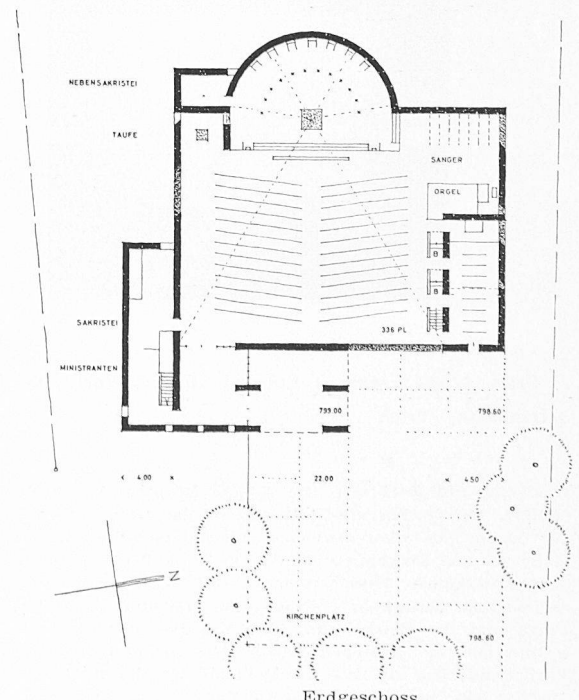 NEBENSAKRISTEI
TAUFE
SANGER
ORGEL
B
B
SAKRISTEI
336 PL.
MINISTRANTEN
799.00
798.60
4.00
22.00
4.50
N
KIRCHENPLATZ
798.60
Erdgeschoss